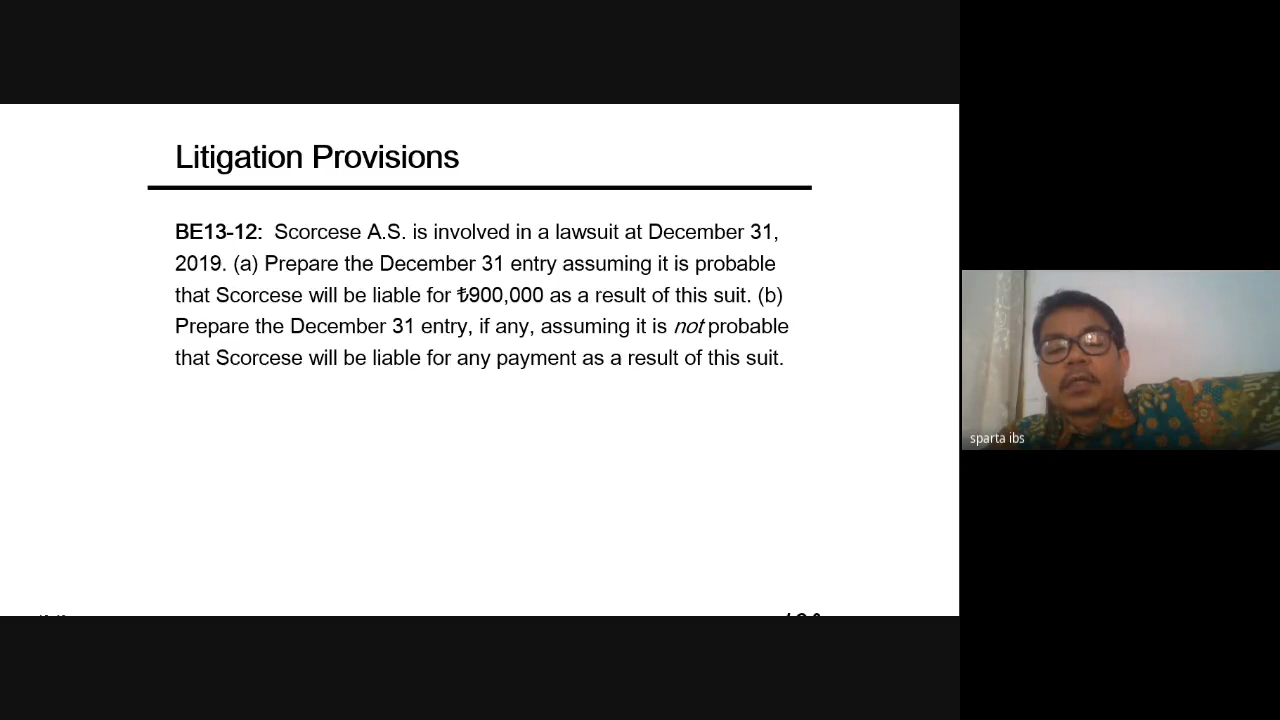 Litigation Provisions
BE13-12: Scorcese A.S. is involved in a lawsuit at December 31,
2019. (a) Prepare the December 31 entry assuming it is probable
that Scorcese will be liable for ₺900,000 as a result of this suit. (b)
Prepare the December 31 entry, if any, assuming it is not probable
that Scorcese will be liable for any payment as a result of this suit.
sparta ibs